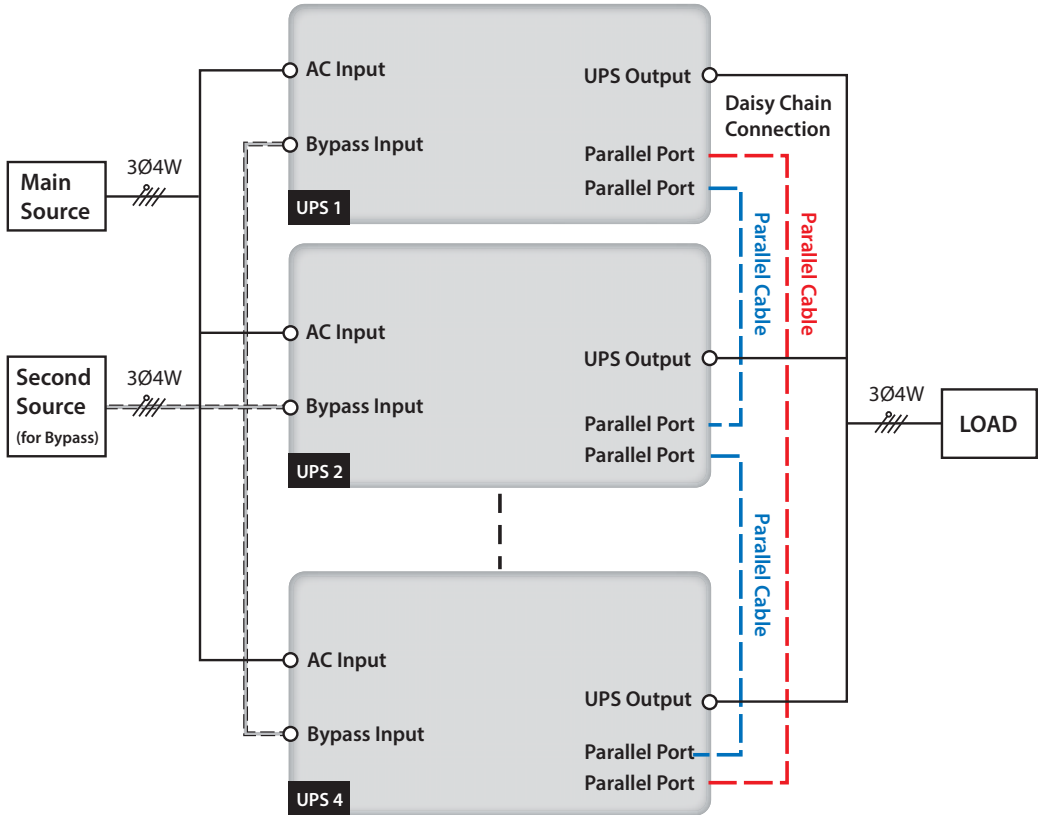 AC Input
UPS Output
Daisy Chain
Connection
Bypass Input
Parallel Port
Parallel Port
UPS 1
3Ø4W
Main
Source
Parallel Cable
Parallel Cable
AC Input
UPS Output
3Ø4W
Second
Source
(for Bypass)
Bypass Input
Parallel Port
Parallel Port
UPS 2
3Ø4W
LOAD
Parallel Cable
AC Input
UPS Output
Bypass Input
Parallel Port
Parallel Port
UPS 4